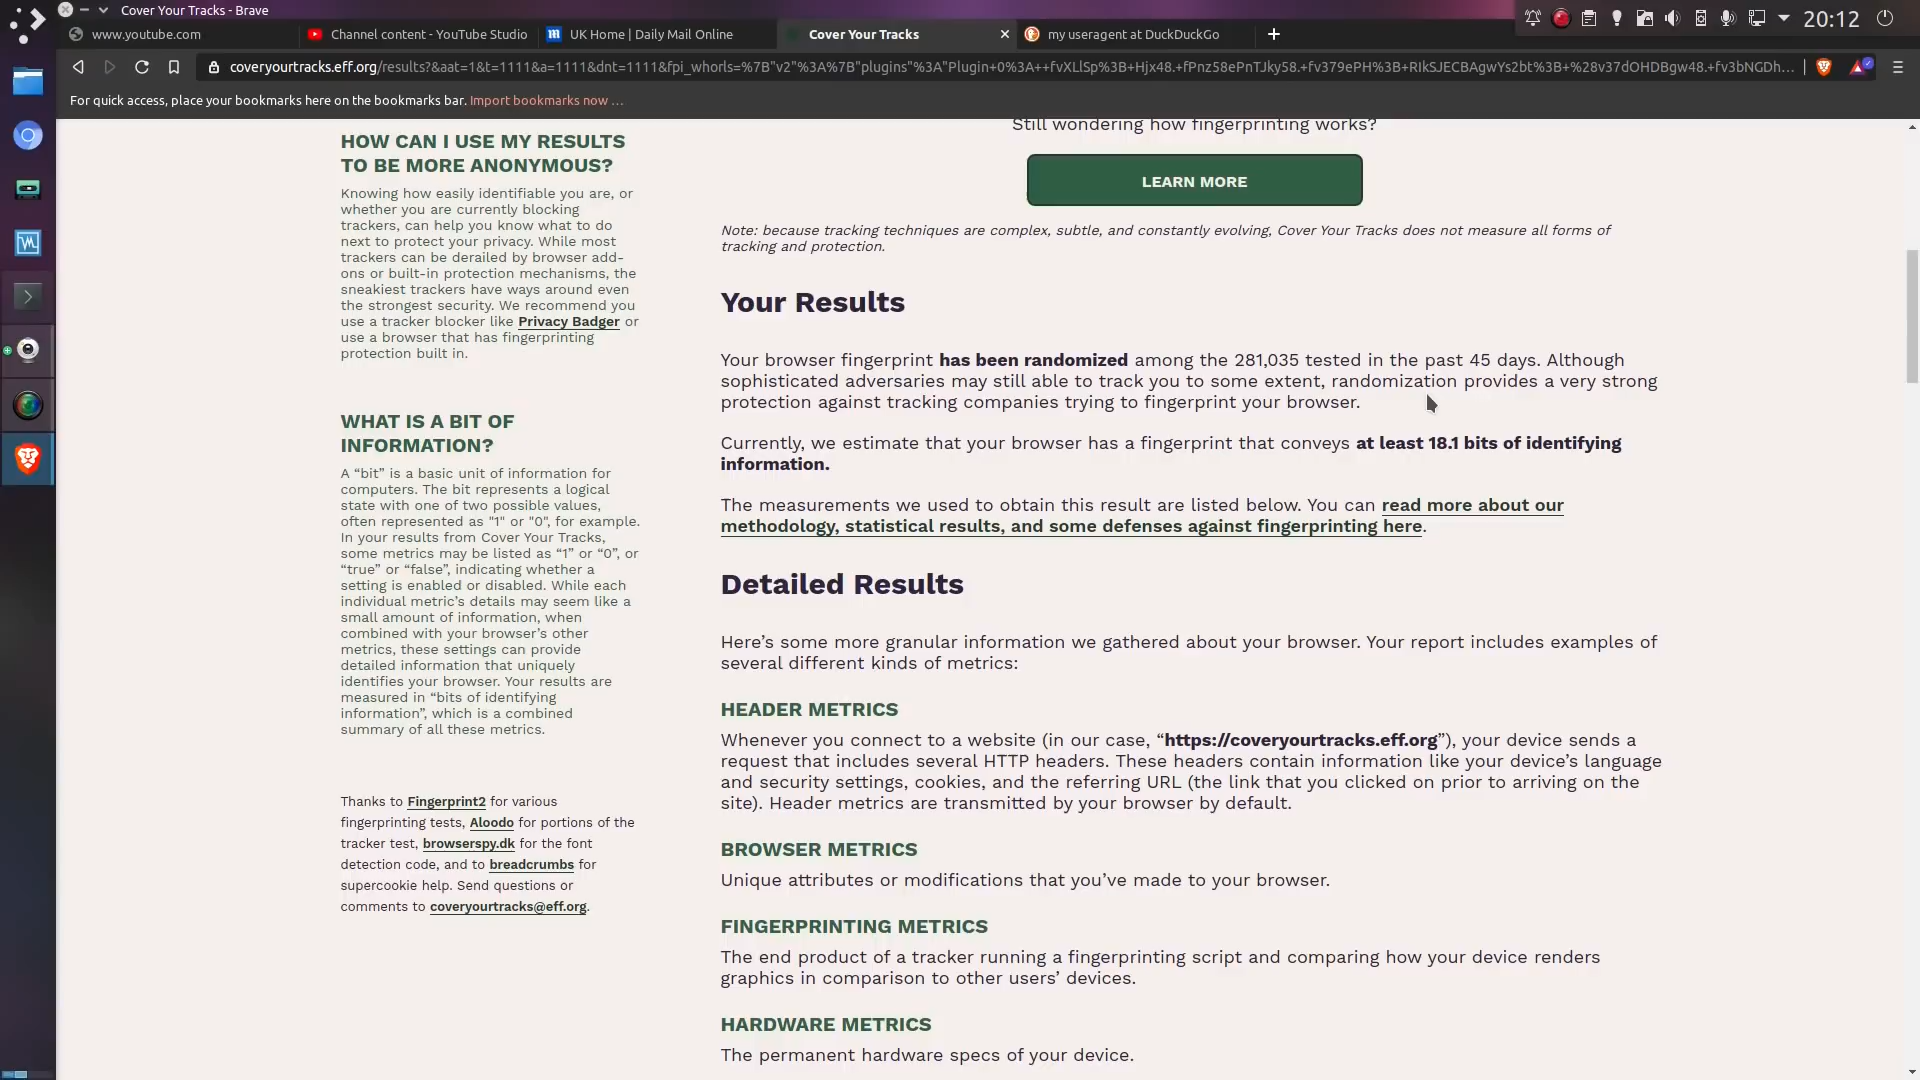 Cover Your Tracks - Brave
20:12
www.youtube.com
Channel content - YouTube Studio
UK Home | Daily Mail Online
Cover Your Tracks
my useragent at DuckDuckGo
coveryourtracks.eff.org/results?&aat=1&t=1111&a=1111&dnt=1111&fpi_whorls=%7B"v2"%3A%7B"plugins"%3A"Plugin+0%3A++fvXLlSp%3B+Hjx48.+fPnz58ePnTJky58.+fv379ePH%3B+RIkSJECBAgwYs2bt%3B+%28v37dOHDBgw48.+fv3bNGDh...
For quick access, place your bookmarks here on the bookmarks bar. Import bookmarks now ...
HOW CAN I USE MY RESULTS
TO BE MORE ANONYMOUS?
Knowing how easily identifiable you are, or
whether you are currently blocking
trackers, can help you know what to do
next to protect your privacy. While most
trackers can be derailed by browser add-
ons or built-in protection mechanisms, the
sneakiest trackers have ways around even
the strongest security. We recommend you
use a tracker blocker like Privacy Badger or
use a browser that has fingerprinting
protection built in.
WHAT IS A BIT OF
INFORMATION?
A “bit” is a basic unit of information for
computers. The bit represents a logical
state with one of two possible values,
often represented as "1" or "0", for example.
In your results from Cover Your Tracks,
some metrics may be listed as “1” or “0”, or
“true” or “false”, indicating whether a
setting is enabled or disabled. While each
individual metric’s details may seem like a
small amount of information, when
combined with your browser’s other
metrics, these settings can provide
detailed information that uniquely
identifies your browser. Your results are
measured in “bits of identifying
information”, which is a combined
summary of all these metrics.
Thanks to Fingerprint2 for various
fingerprinting tests, Aloodo for portions of the
tracker test, browserspy.dk for the font
detection code, and to breadcrumbs for
supercookie help. Send questions or
comments to coveryourtracks@eff.org.
Still wondering how fingerprinting works?
LEARN MORE
Note: because tracking techniques are complex, subtle, and constantly evolving, Cover Your Tracks does not measure all forms of
tracking and protection.
Your Results
Your browser fingerprint has been randomized among the 281,035 tested in the past 45 days. Although
sophisticated adversaries may still able to track you to some extent, randomization provides a very strong
protection against tracking companies trying to fingerprint your browser.
Currently, we estimate that your browser has a fingerprint that conveys at least 18.1 bits of identifying
information.
The measurements we used to obtain this result are listed below. You can read more about our
methodology, statistical results, and some defenses against fingerprinting here.
Detailed Results
Here’s some more granular information we gathered about your browser. Your report includes examples of
several different kinds of metrics:
HEADER METRICS
Whenever you connect to a website (in our case, “https://coveryourtracks.eff.org”), your device sends a
request that includes several HTTP headers. These headers contain information like your device’s language
and security settings, cookies, and the referring URL (the link that you clicked on prior to arriving on the
site). Header metrics are transmitted by your browser by default.
BROWSER METRICS
Unique attributes or modifications that you’ve made to your browser.
FINGERPRINTING METRICS
The end product of a tracker running a fingerprinting script and comparing how your device renders
graphics in comparison to other users’ devices.
HARDWARE METRICS
The permanent hardware specs of your device.